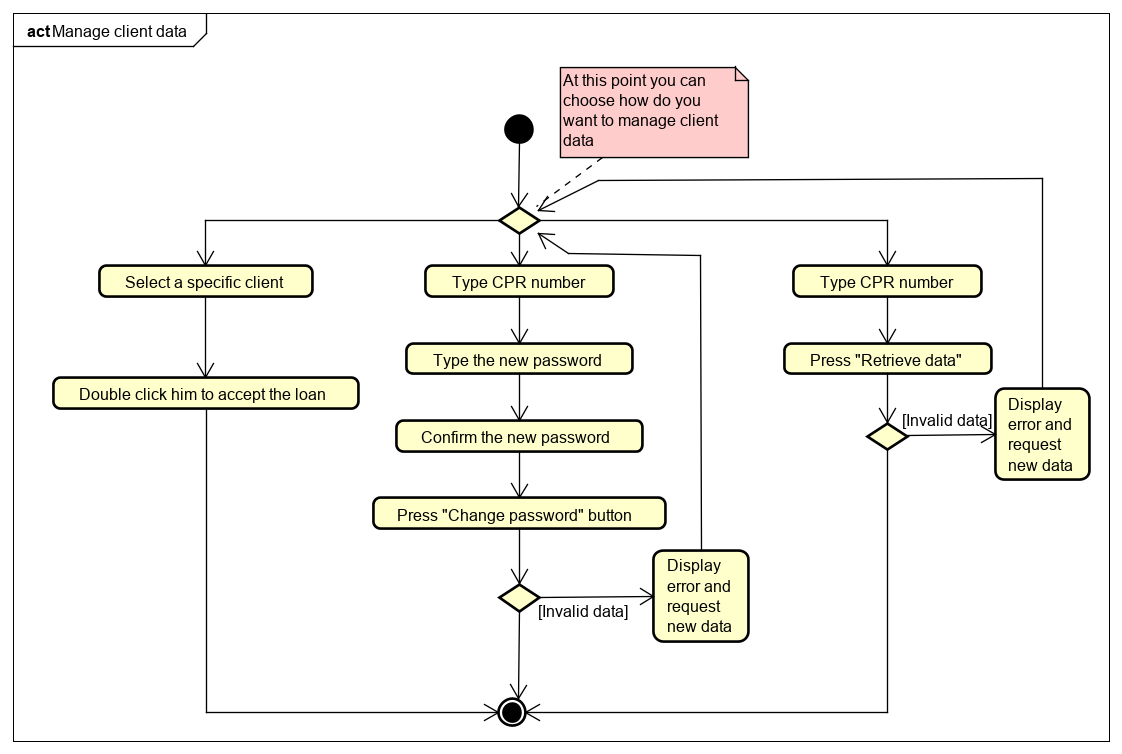 act Manage client data
At this point you can
choose how do you
want to manage client
data
Select a specific client
Type CPR number
Type CPR number
Type the new password
Press "Retrieve data"
Double click him to accept the loan
Confirm the new password
[Invalid data]
Display
error and
request
new data
Press "Change password" button
[Invalid data]
Display
error and
request
new data